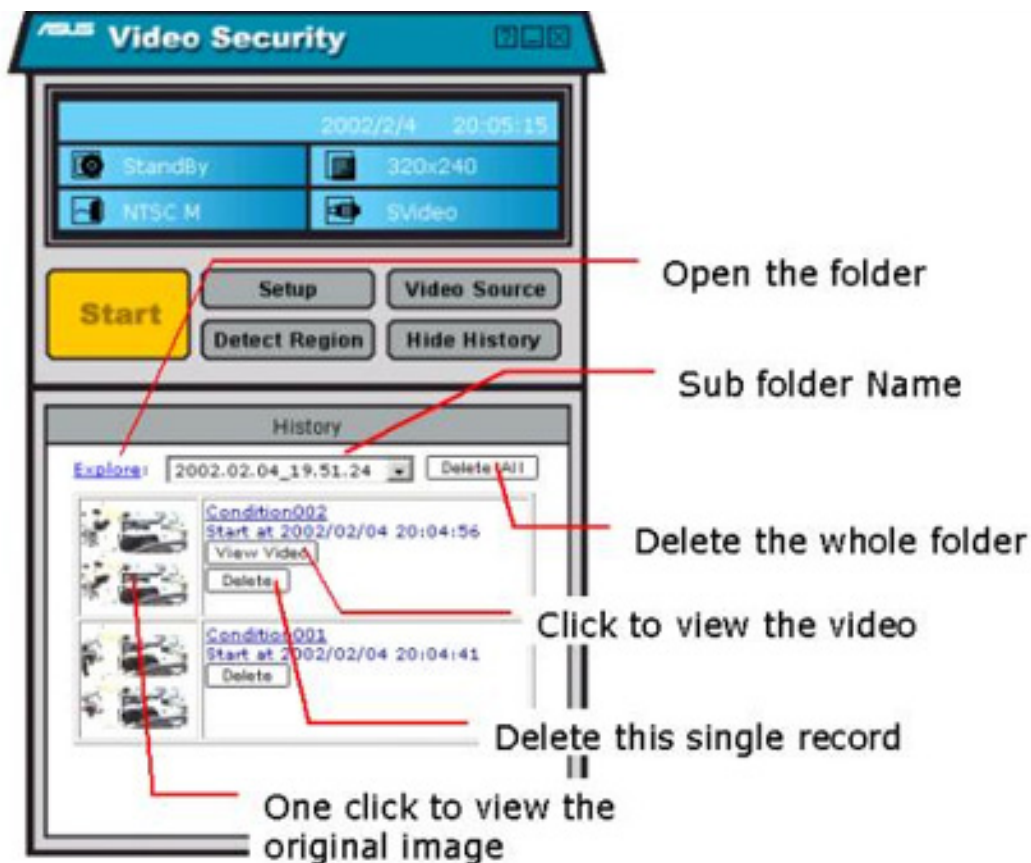 ASUS Video Security
2002/2/4 20:05:15
StandBy
320x240
NTSC M
SVideo
Start
Setup
Video Source
Detect Region
Hide History
Open the folder
Sub folder Name
History
Explore:
2002.02.04_19.51.24
Delete All
Condition002
Start at 2002/02/04 20:04:56
View Video
Delete
Delete the whole folder
Click to view the video
Condition001
Start at 2002/02/04 20:04:41
Delete
Delete this single record
One click to view the
original image